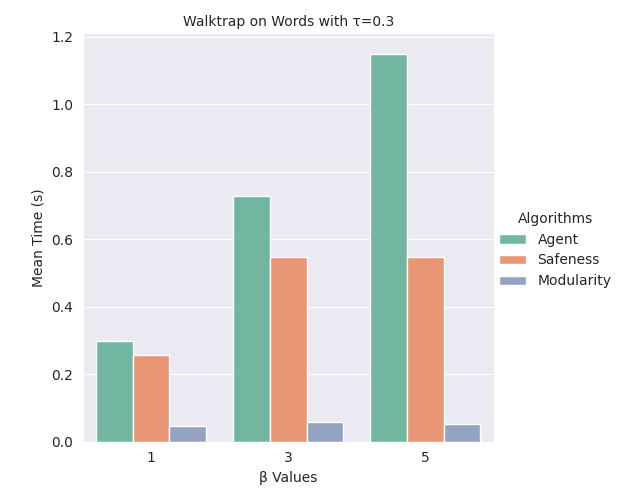 Walktrap on Words with τ=0.3
1.2
1.0
0.8
0.6
0.4
0.2
0.0
Mean Time (s)
1
3
5
β Values
Algorithms
Agent
Safeness
Modularity